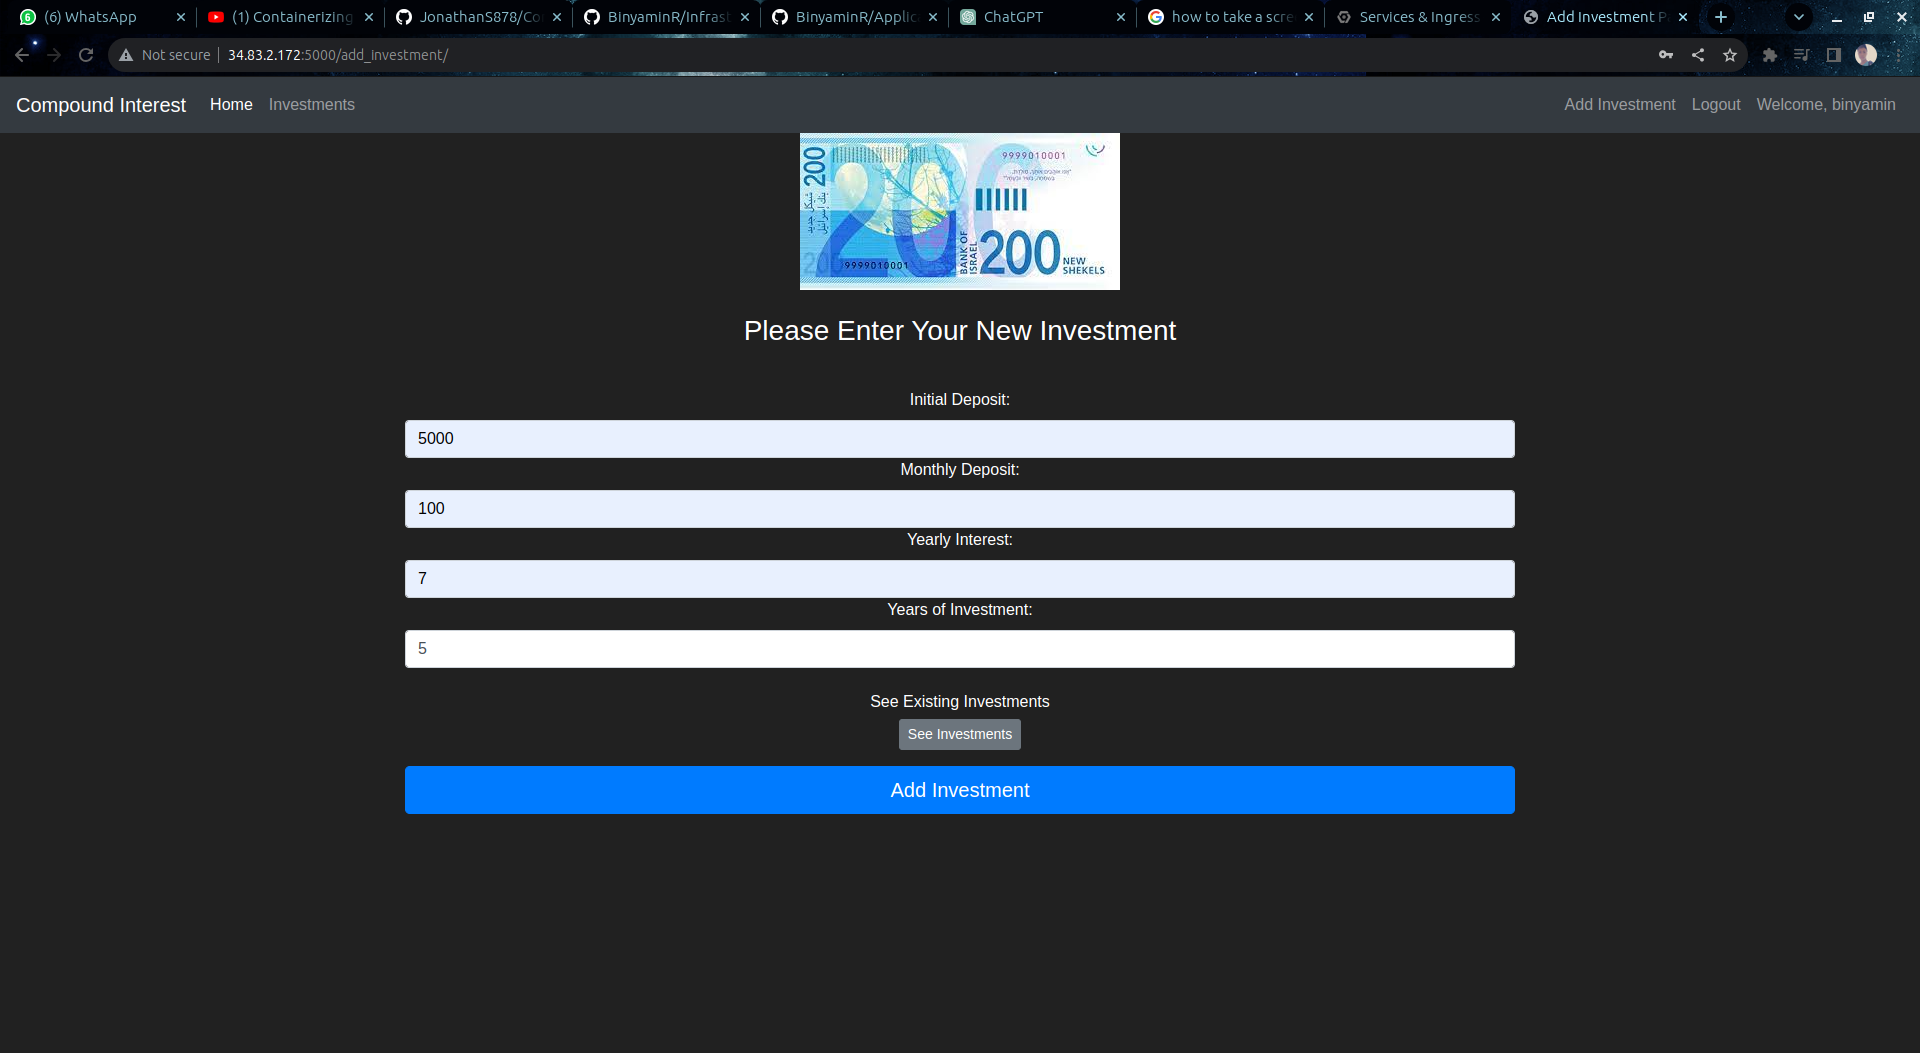 (6) WhatsApp
(1) Containerizing
JonathanS878/Co
BinyaminR/Infrast
BinyaminR/Applic
ChatGPT
how to take a scre
Services & Ingress
Add Investment P
Not secure
34.83.2.172:5000/add_investment/
Compound Interest
Home
Investments
Add Investment
Logout
Welcome, binyamin
200
9999010001
200
9999010001
BANK OF
ISRAEL
200
NEW
SHEKELS
Please Enter Your New Investment
Initial Deposit:
5000
Monthly Deposit:
100
Yearly Interest:
7
Years of Investment:
5
See Existing Investments
See Investments
Add Investment